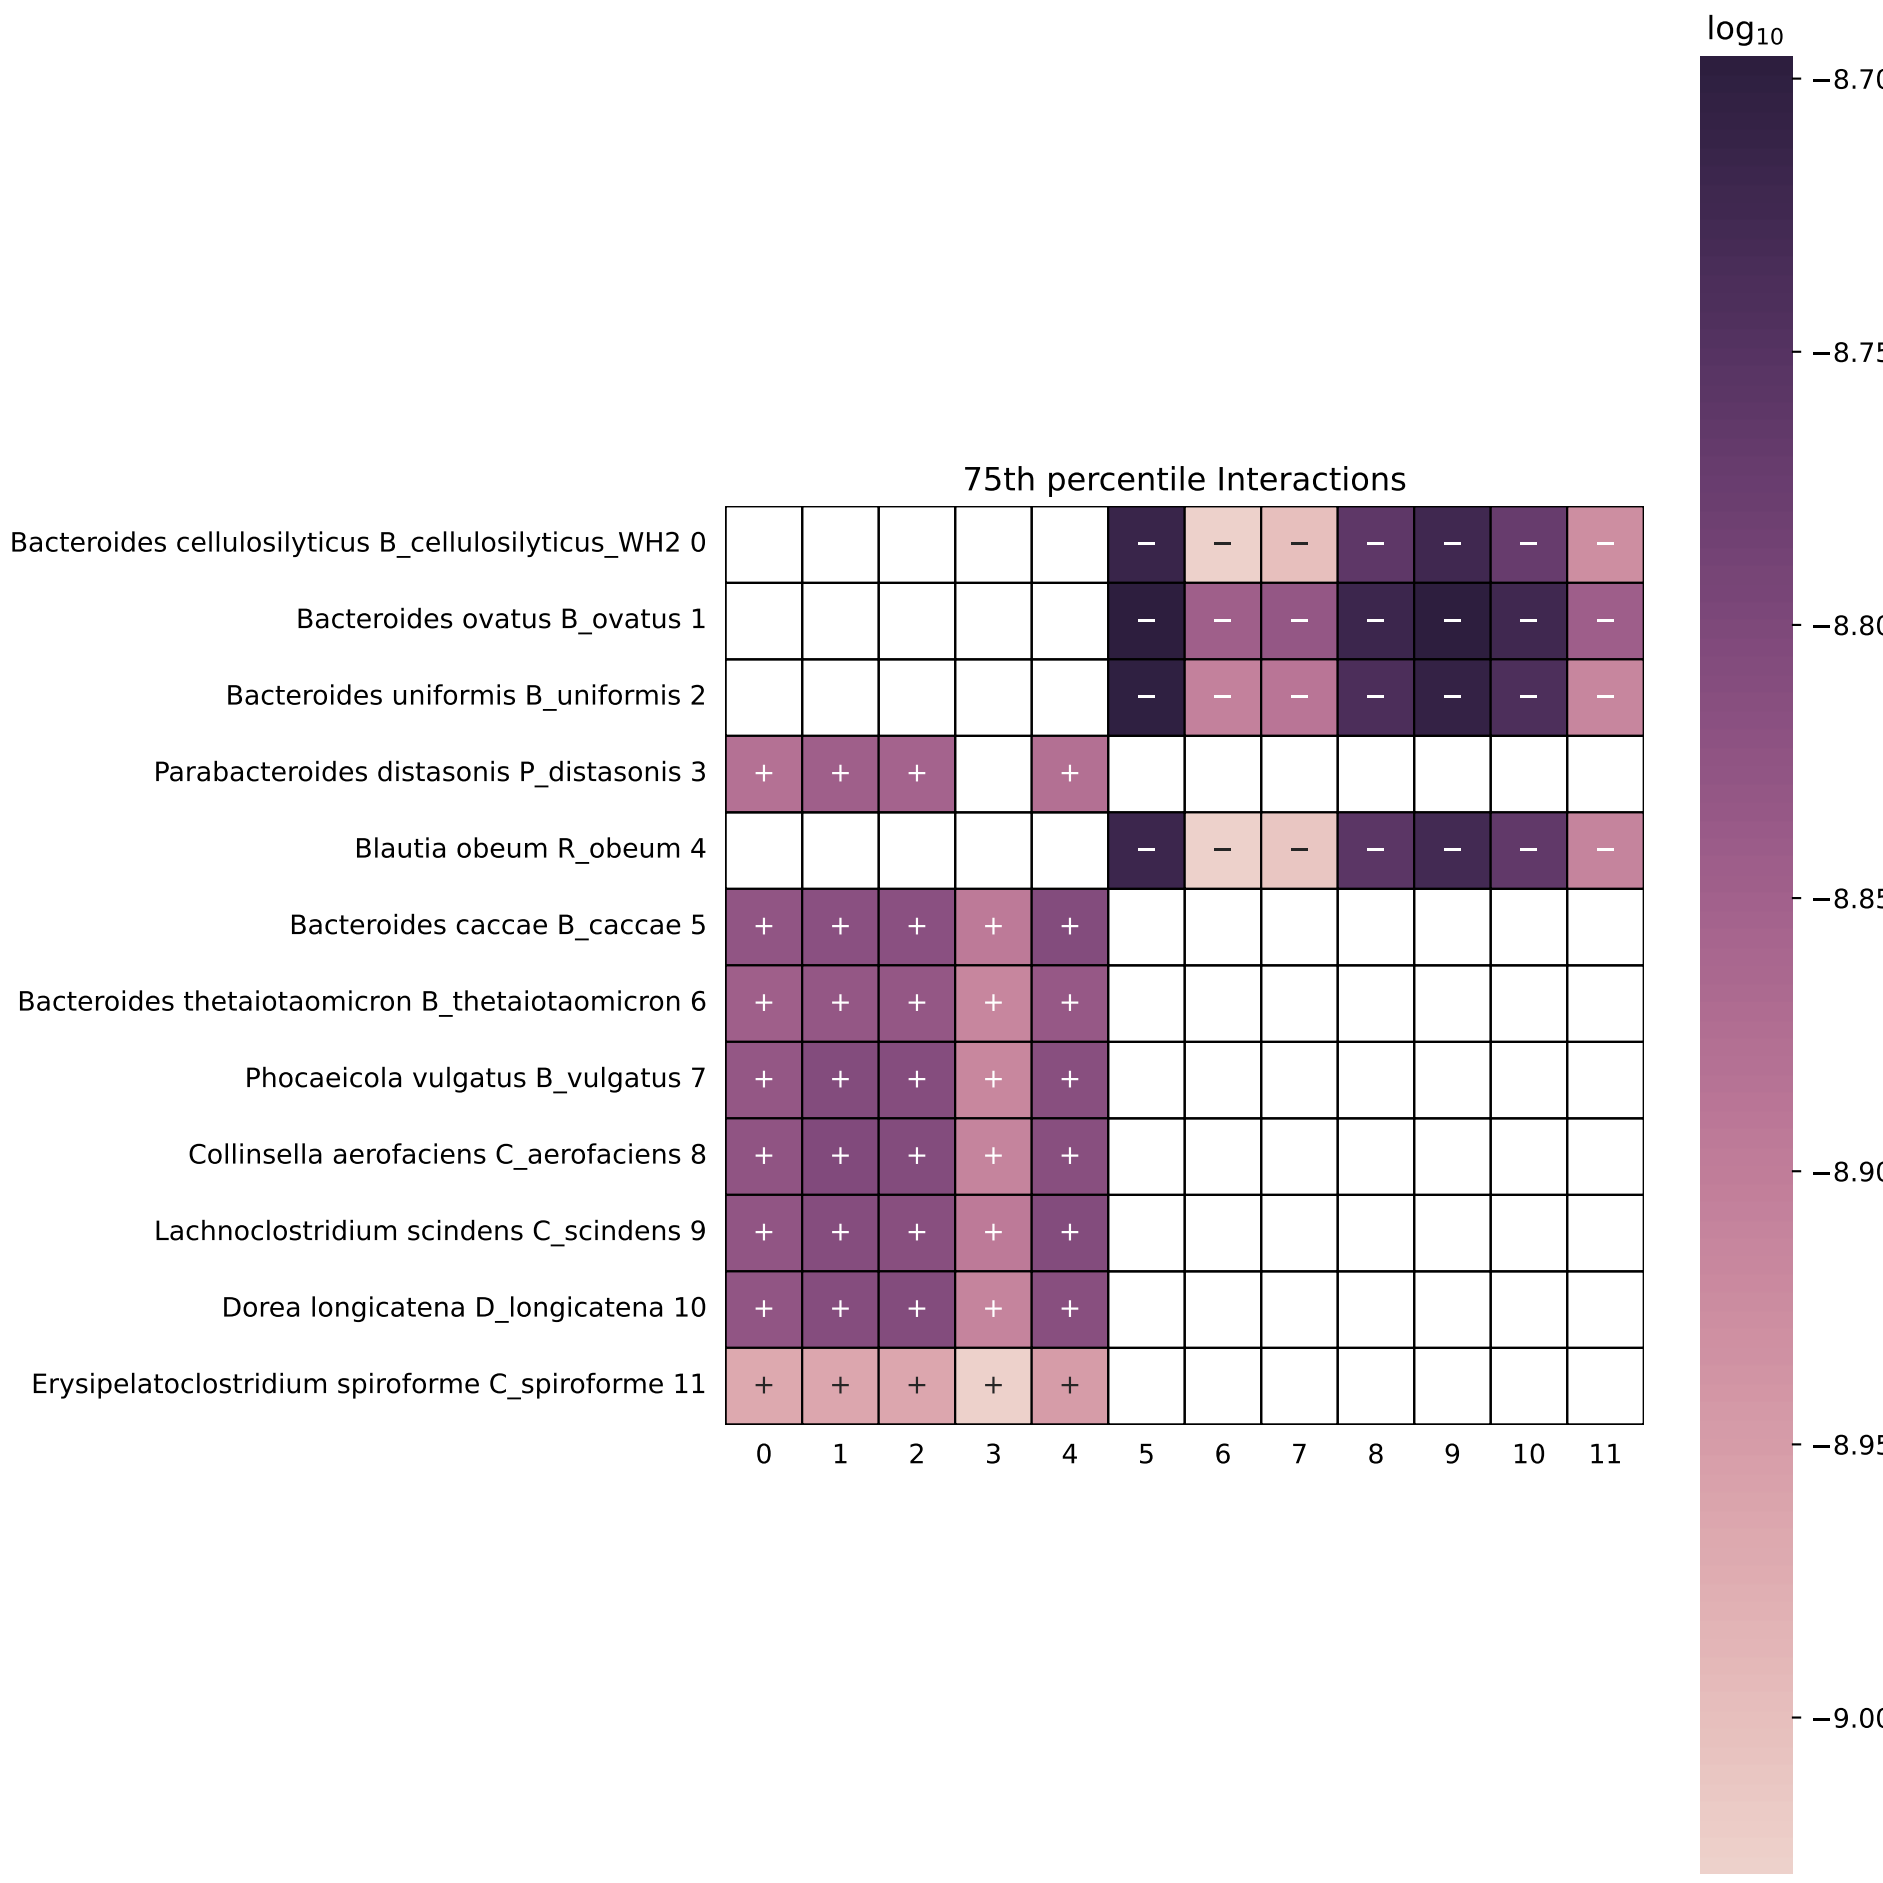 log10
−8.70
−8.75
−8.80
−8.85
−8.90
−8.95
−9.00
75th percentile Interactions
Bacteroides cellulosilyticus B_cellulosilyticus_WH2 0 − − − − − − −
Bacteroides ovatus B_ovatus 1 − − − − − − −
Bacteroides uniformis B_uniformis 2 − − − − − − −
Parabacteroides distasonis P_distasonis 3 + + + +
Blautia obeum R_obeum 4 − − − − − − −
Bacteroides caccae B_caccae 5 + + + + +
Bacteroides thetaiotaomicron B_thetaiotaomicron 6 + + + + +
Phocaeicola vulgatus B_vulgatus 7 + + + + +
Collinsella aerofaciens C_aerofaciens 8 + + + + +
Lachnoclostridium scindens C_scindens 9 + + + + +
Dorea longicatena D_longicatena 10 + + + + +
Erysipelatoclostridium spiroforme C_spiroforme 11 + + + + +
0 1 2 3 4 5 6 7 8 9 10 11